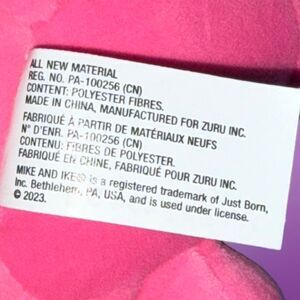 ALL NEW MATERIAL
REG. NO. PA-100256 (CN)
CONTENT: POLYESTER FIBRES.
MADE IN CHINA, MANUFACTURED FOR ZURU INC.
FABRIQUÉ À PARTIR DE MATÉRIAUX NEUFS
N° D'ENR. PA-100256 (CN)
CONTENU: FIBRES DE POLYESTER.
FABRIQUÉ EN CHINE, FABRIQUÉ POUR ZURU INC.
MIKE AND IKE® is a registered trademark of Just Born,
Inc. Bethlehem, PA, USA, and is used under license.
© 2023.